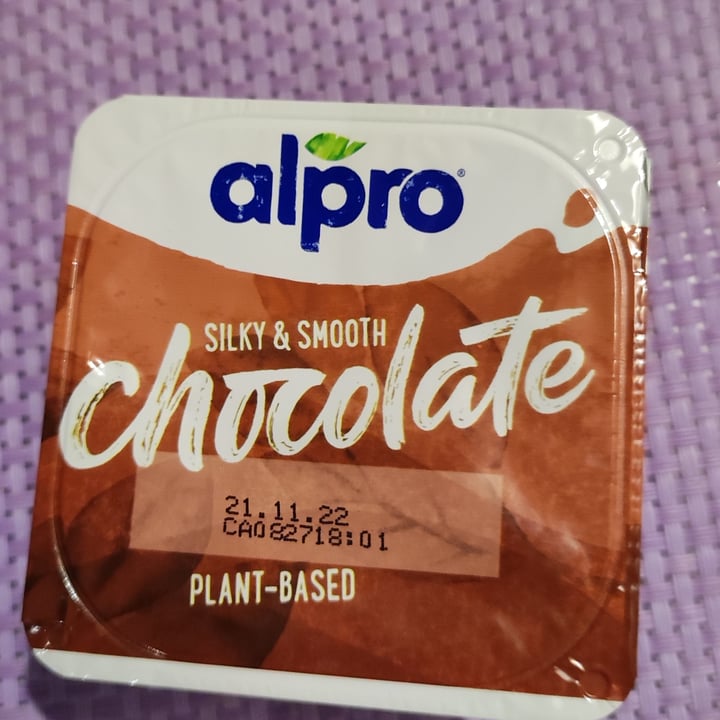 alpro®
SILKY & SMOOTH
chocolate
21.11.22
CA082718:01
PLANT-BASED